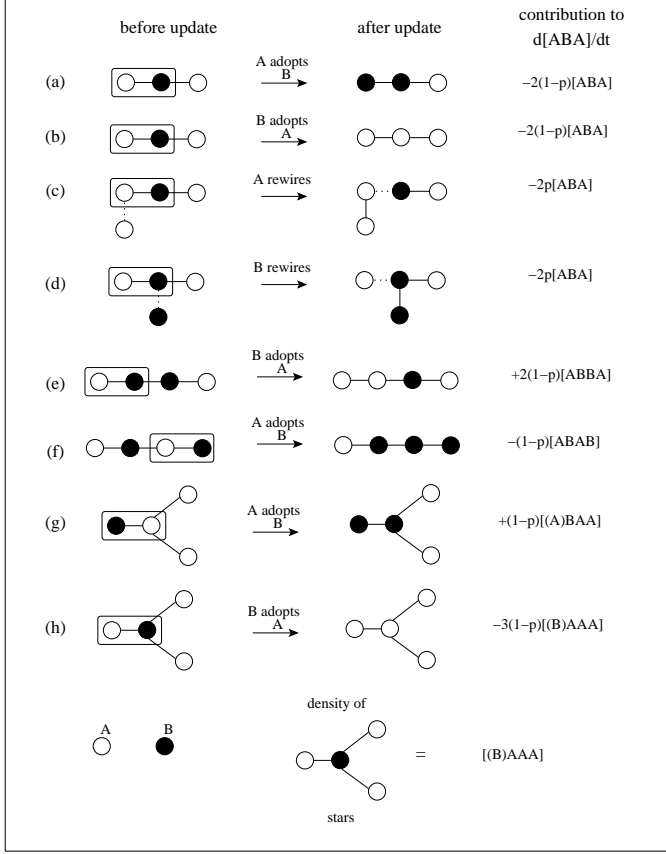 before update
after update
contribution to
d[ABA]/dt
(a)
A adopts
B
−2(1−p)[ABA]
(b)
B adopts
A
−2(1−p)[ABA]
(c)
A rewires
−2p[ABA]
(d)
B rewires
−2p[ABA]
(e)
B adopts
A
+2(1−p)[ABBA]
(f)
A adopts
B
−(1−p)[ABAB]
(g)
A adopts
B
+(1−p)[(A)BAA]
(h)
B adopts
A
−3(1−p)[(B)AAA]
A
B
density of
=
[(B)AAA]
stars